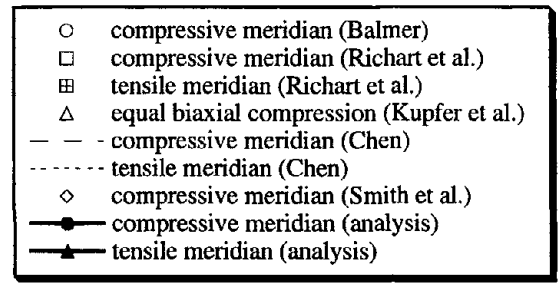 compressive meridian (Balmer)
compressive meridian (Richart et al.)
tensile meridian (Richart et al.)
equal biaxial compression (Kupfer et al.)
compressive meridian (Chen)
tensile meridian (Chen)
compressive meridian (Smith et al.)
compressive meridian (analysis)
tensile meridian (analysis)